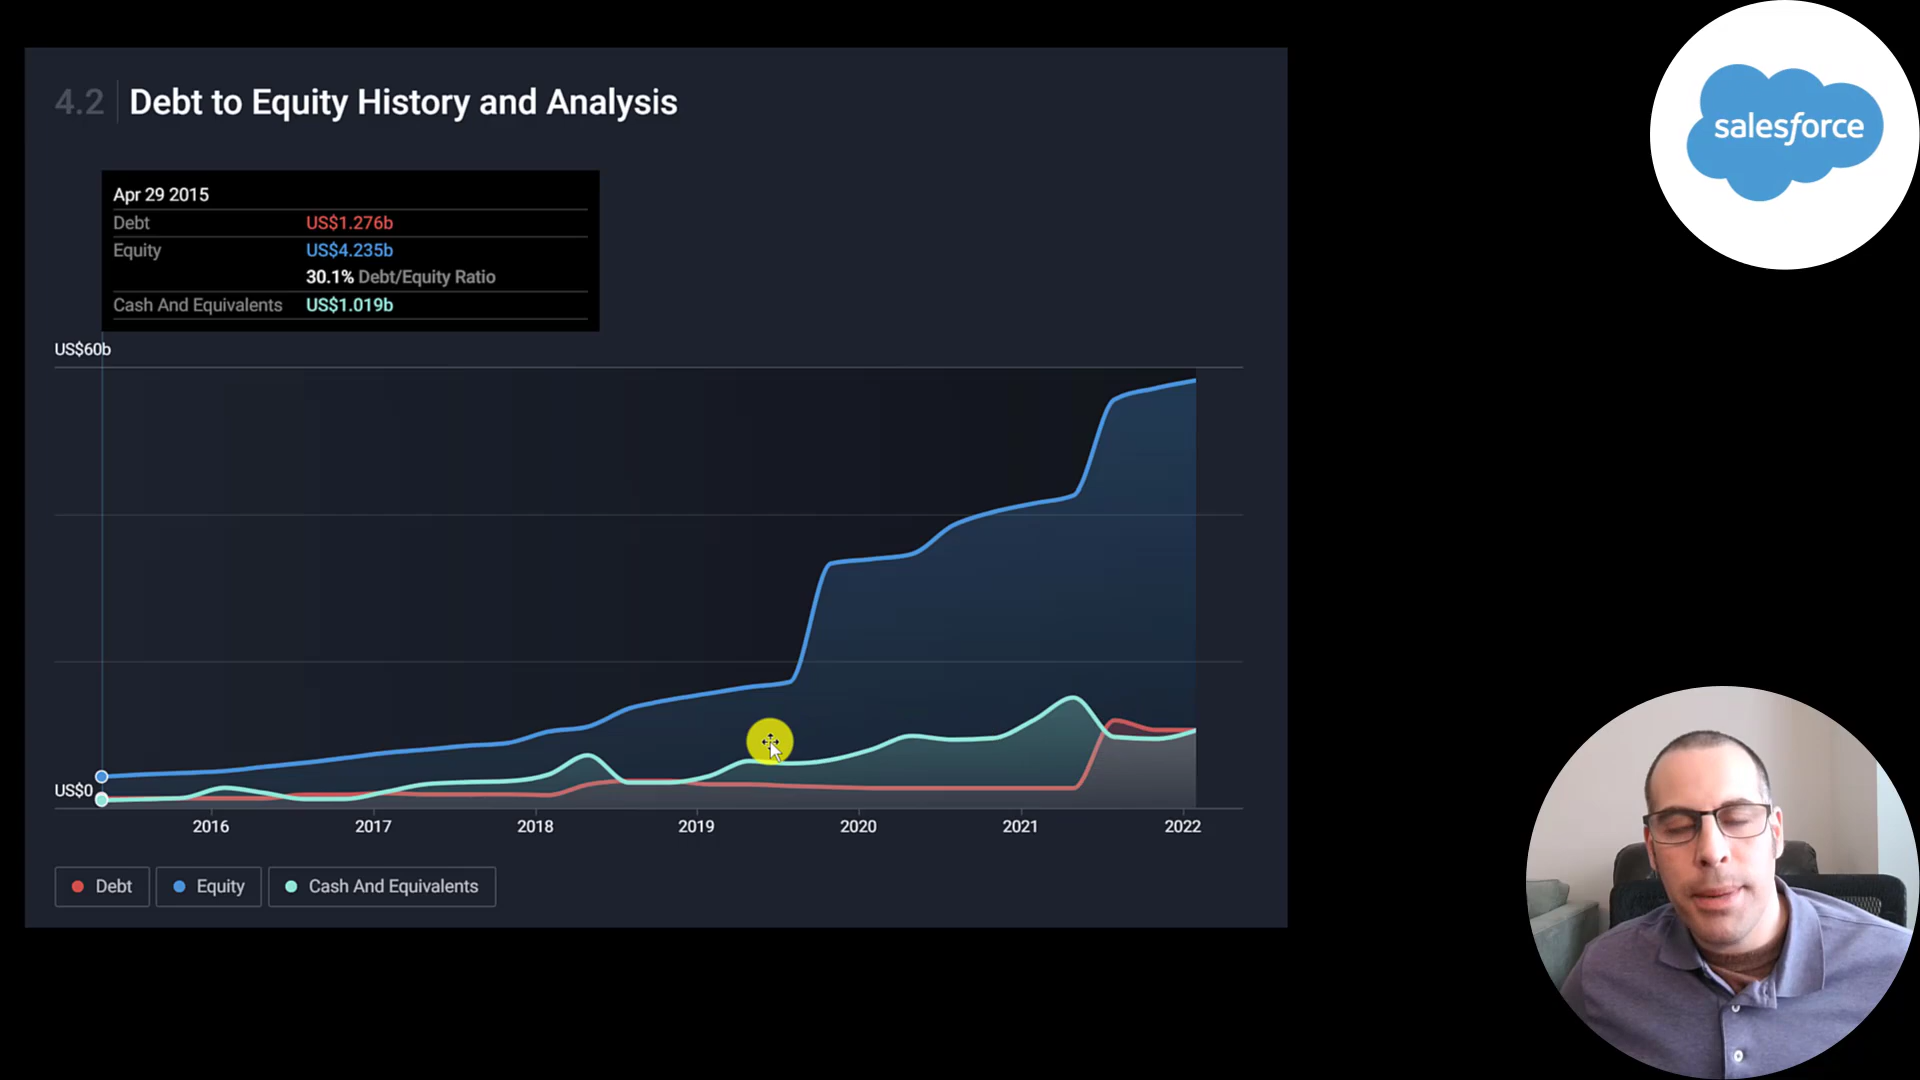 4.2 Debt to Equity History and Analysis
Apr 29 2015
Debt US$1.276b
Equity US$4.235b
30.1% Debt/Equity Ratio
Cash And Equivalents US$1.019b
US$60b
US$0
2016 2017 2018 2019 2020 2021 2022
Debt Equity Cash And Equivalents
salesforce